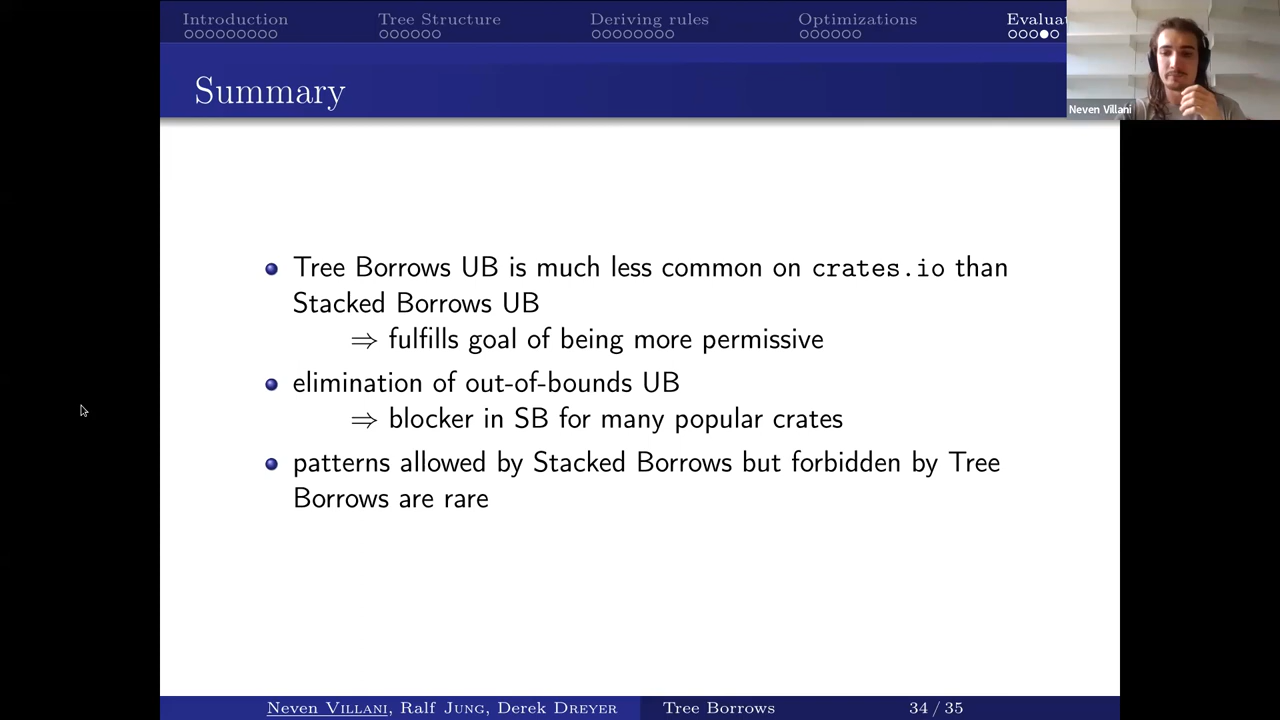 Introduction Tree Structure Deriving rules Optimizations Evaluat
Neven Villani
Summary
Tree Borrows UB is much less common on crates.io than
Stacked Borrows UB
⇒ fulfills goal of being more permissive
elimination of out-of-bounds UB
⇒ blocker in SB for many popular crates
patterns allowed by Stacked Borrows but forbidden by Tree
Borrows are rare
Neven Villani, Ralf Jung, Derek Dreyer Tree Borrows 34 / 35